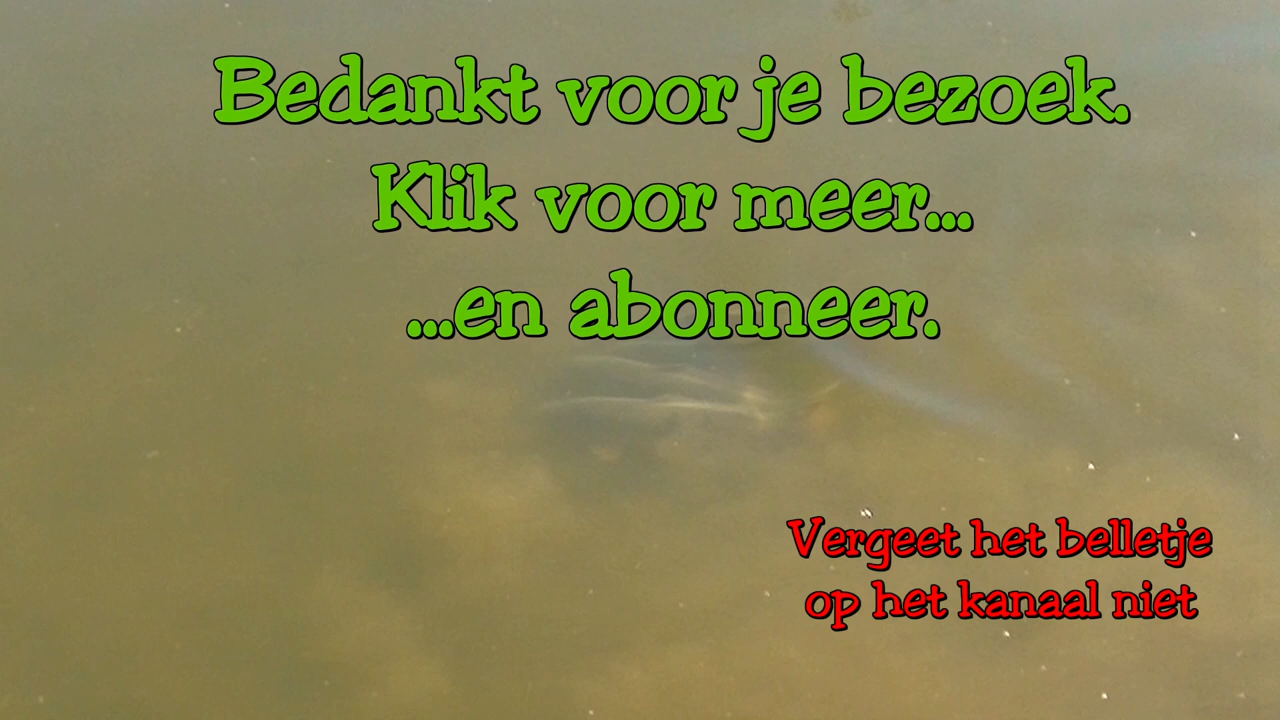 Bedankt voor je bezoek.
Klik voor meer...
...en abonneer.
Vergeet het belletje
op het kanaal niet